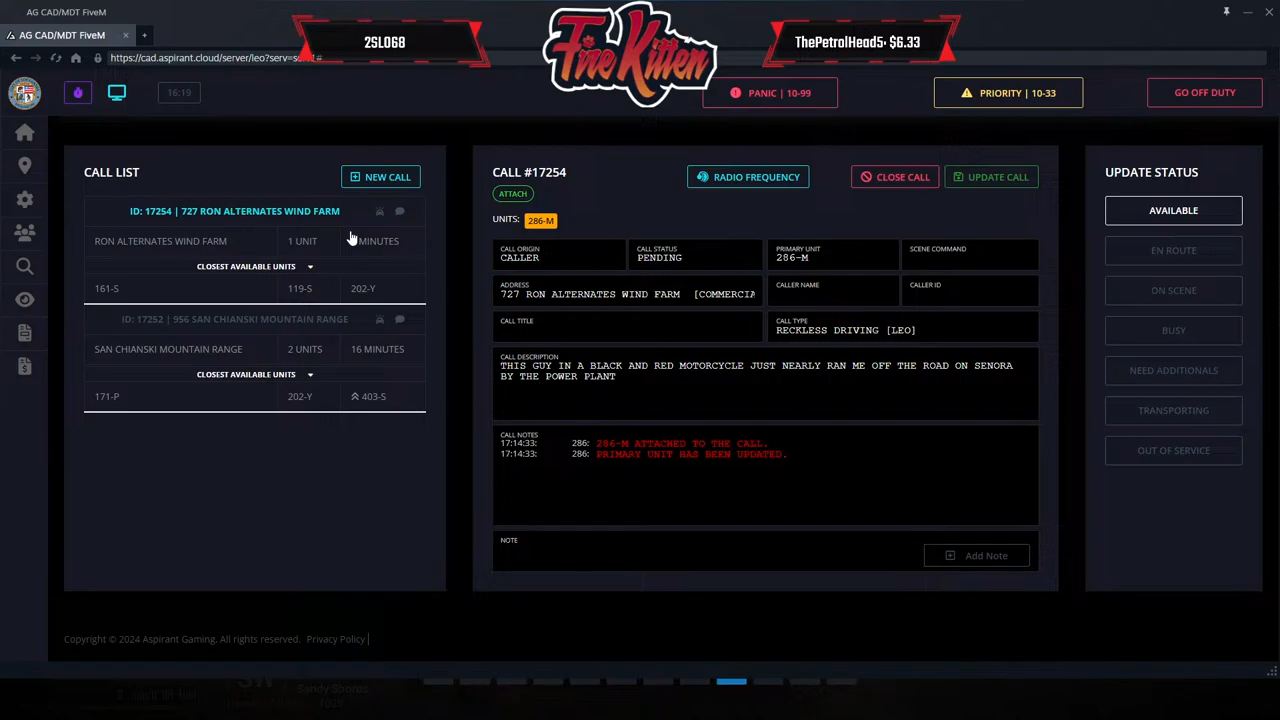 AG CAD/MDT FiveM
AG CAD/MDT FiveM
2SL068
Fire Kitten
ThePetrolHead5 • $6.33
https://cad.aspirant.cloud/server/leo?serv=
16:19
PANIC | 10-99
PRIORITY | 10-33
GO OFF DUTY
CALL LIST
NEW CALL
ID: 17254 | 727 RON ALTERNATES WIND FARM
RON ALTERNATES WIND FARM 1 UNIT MINUTES
CLOSEST AVAILABLE UNITS
161-S 119-S 202-Y
ID: 17252 | 956 SAN CHIANSKI MOUNTAIN RANGE
SAN CHIANSKI MOUNTAIN RANGE 2 UNITS 16 MINUTES
CLOSEST AVAILABLE UNITS
171-P 202-Y 403-S
CALL #17254
RADIO FREQUENCY
CLOSE CALL
UPDATE CALL
ATTACH
UNITS: 286-M
CALL ORIGIN
CALLER
CALL STATUS
PENDING
PRIMARY UNIT
286-M
SCENE COMMAND
ADDRESS
727 RON ALTERNATES WIND FARM [COMMERCIA
CALLER NAME
CALLER ID
CALL TITLE
CALL TYPE
RECKLESS DRIVING [LEO]
CALL DESCRIPTION
THIS GUY IN A BLACK AND RED MOTORCYCLE JUST NEARLY RAN ME OFF THE ROAD ON SENORA
BY THE POWER PLANT
CALL NOTES
17:14:33: 286: 286-M ATTACHED TO THE CALL.
17:14:33: 286: PRIMARY UNIT HAS BEEN UPDATED.
NOTE
Add Note
UPDATE STATUS
AVAILABLE
EN ROUTE
ON SCENE
BUSY
NEED ADDITIONALS
TRANSPORTING
OUT OF SERVICE
Copyright © 2024 Aspirant Gaming. All rights reserved. Privacy Policy |
SW
Sandy Shores